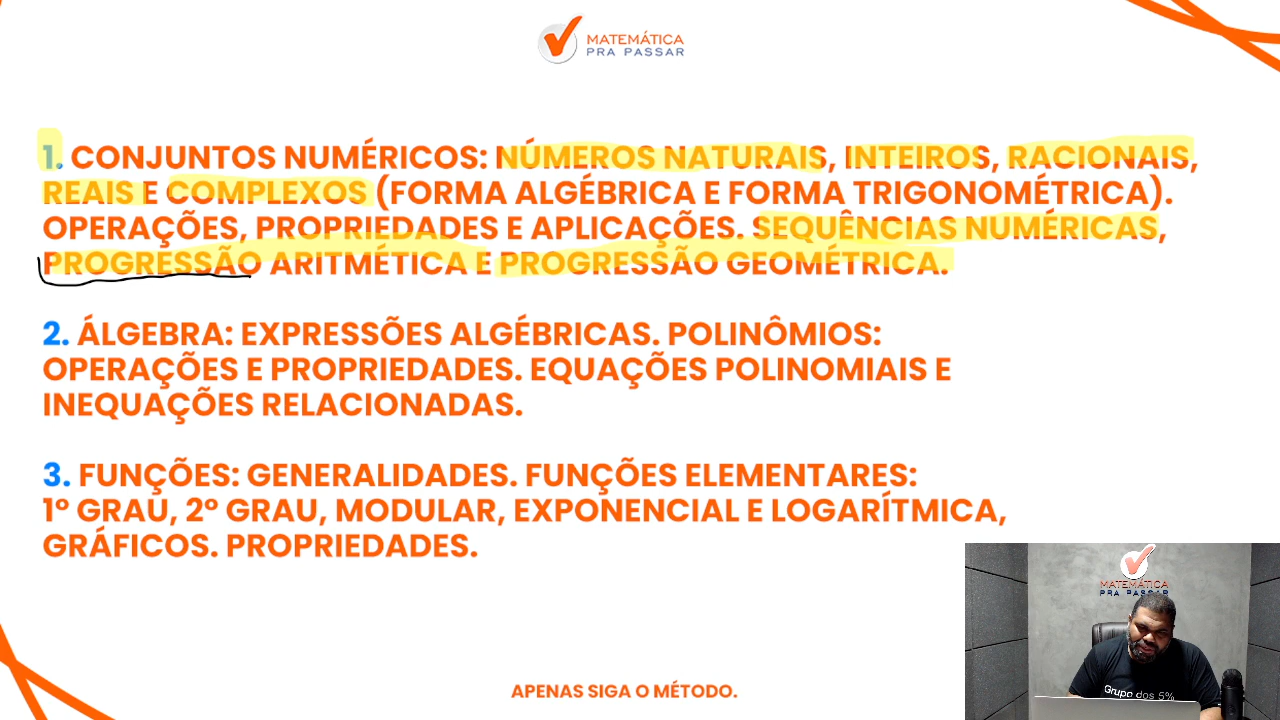 MATEMÁTICA
PRA PASSAR
1. CONJUNTOS NUMÉRICOS: NÚMEROS NATURAIS, INTEIROS, RACIONAIS,
REAIS E COMPLEXOS (FORMA ALGÉBRICA E FORMA TRIGONOMÉTRICA).
OPERAÇÕES, PROPRIEDADES E APLICAÇÕES. SEQUÊNCIAS NUMÉRICAS,
PROGRESSÃO ARITMÉTICA E PROGRESSÃO GEOMÉTRICA.
2. ÁLGEBRA: EXPRESSÕES ALGÉBRICAS. POLINÔMIOS:
OPERAÇÕES E PROPRIEDADES. EQUAÇÕES POLINOMIAIS E
INEQUAÇÕES RELACIONADAS.
3. FUNÇÕES: GENERALIDADES. FUNÇÕES ELEMENTARES:
1º GRAU, 2º GRAU, MODULAR, EXPONENCIAL E LOGARÍTMICA,
GRÁFICOS. PROPRIEDADES.
MATEMÁTICA
PRA PASSAR
Grupo dos 5%
APENAS SIGA O MÉTODO.